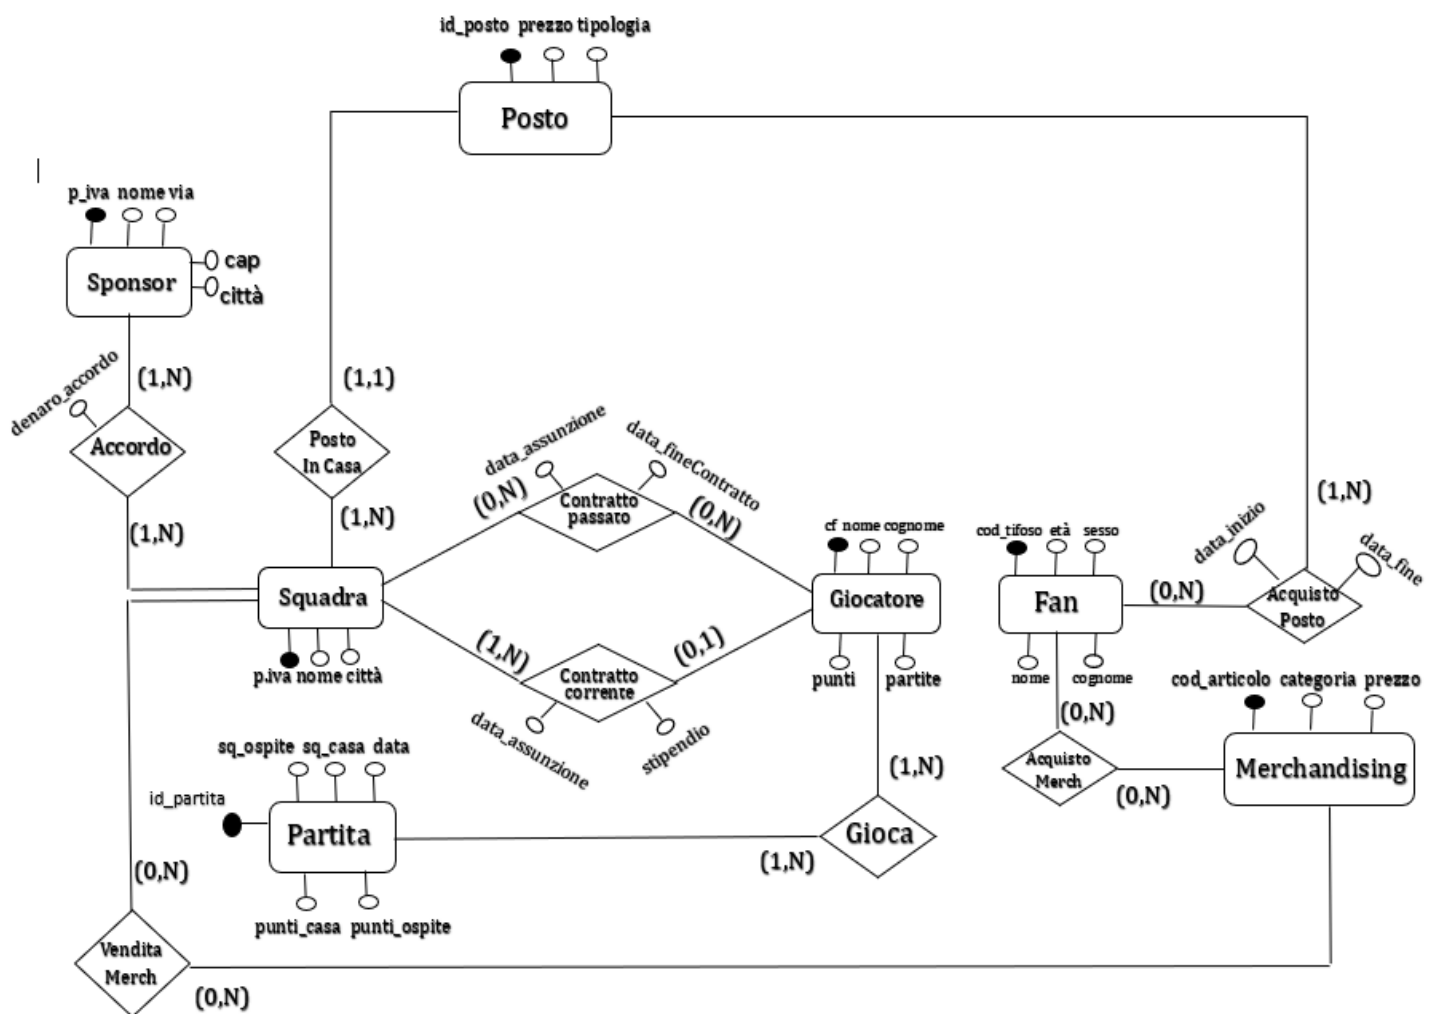 id_posto prezzo tipologia
Posto
p_iva nome via
cap
Sponsor
città
denaro_accordo
(1,N)
(1,1)
Accordo
Posto
In Casa
data_assunzione
data_fineContratto
(0,N)
(0,N)
Contratto
passato
(1,N)
(1,N)
(1,N)
data_inizio
data_fine
cf nome cognome
cod_tifoso età sesso
Squadra
Giocatore
Fan
(0,N)
Acquisto
Posto
p.iva nome città
(1,N)
(0,1)
Contratto
corrente
data_assunzione
stipendio
punti partite
nome cognome
cod_articolo categoria prezzo
(0,N)
sq_ospite sq_casa data
(1,N)
Acquisto
Merch
Merchandising
(0,N)
id_partita
Partita
Gioca
(1,N)
(0,N)
punti_casa punti_ospite
Vendita
Merch
(0,N)